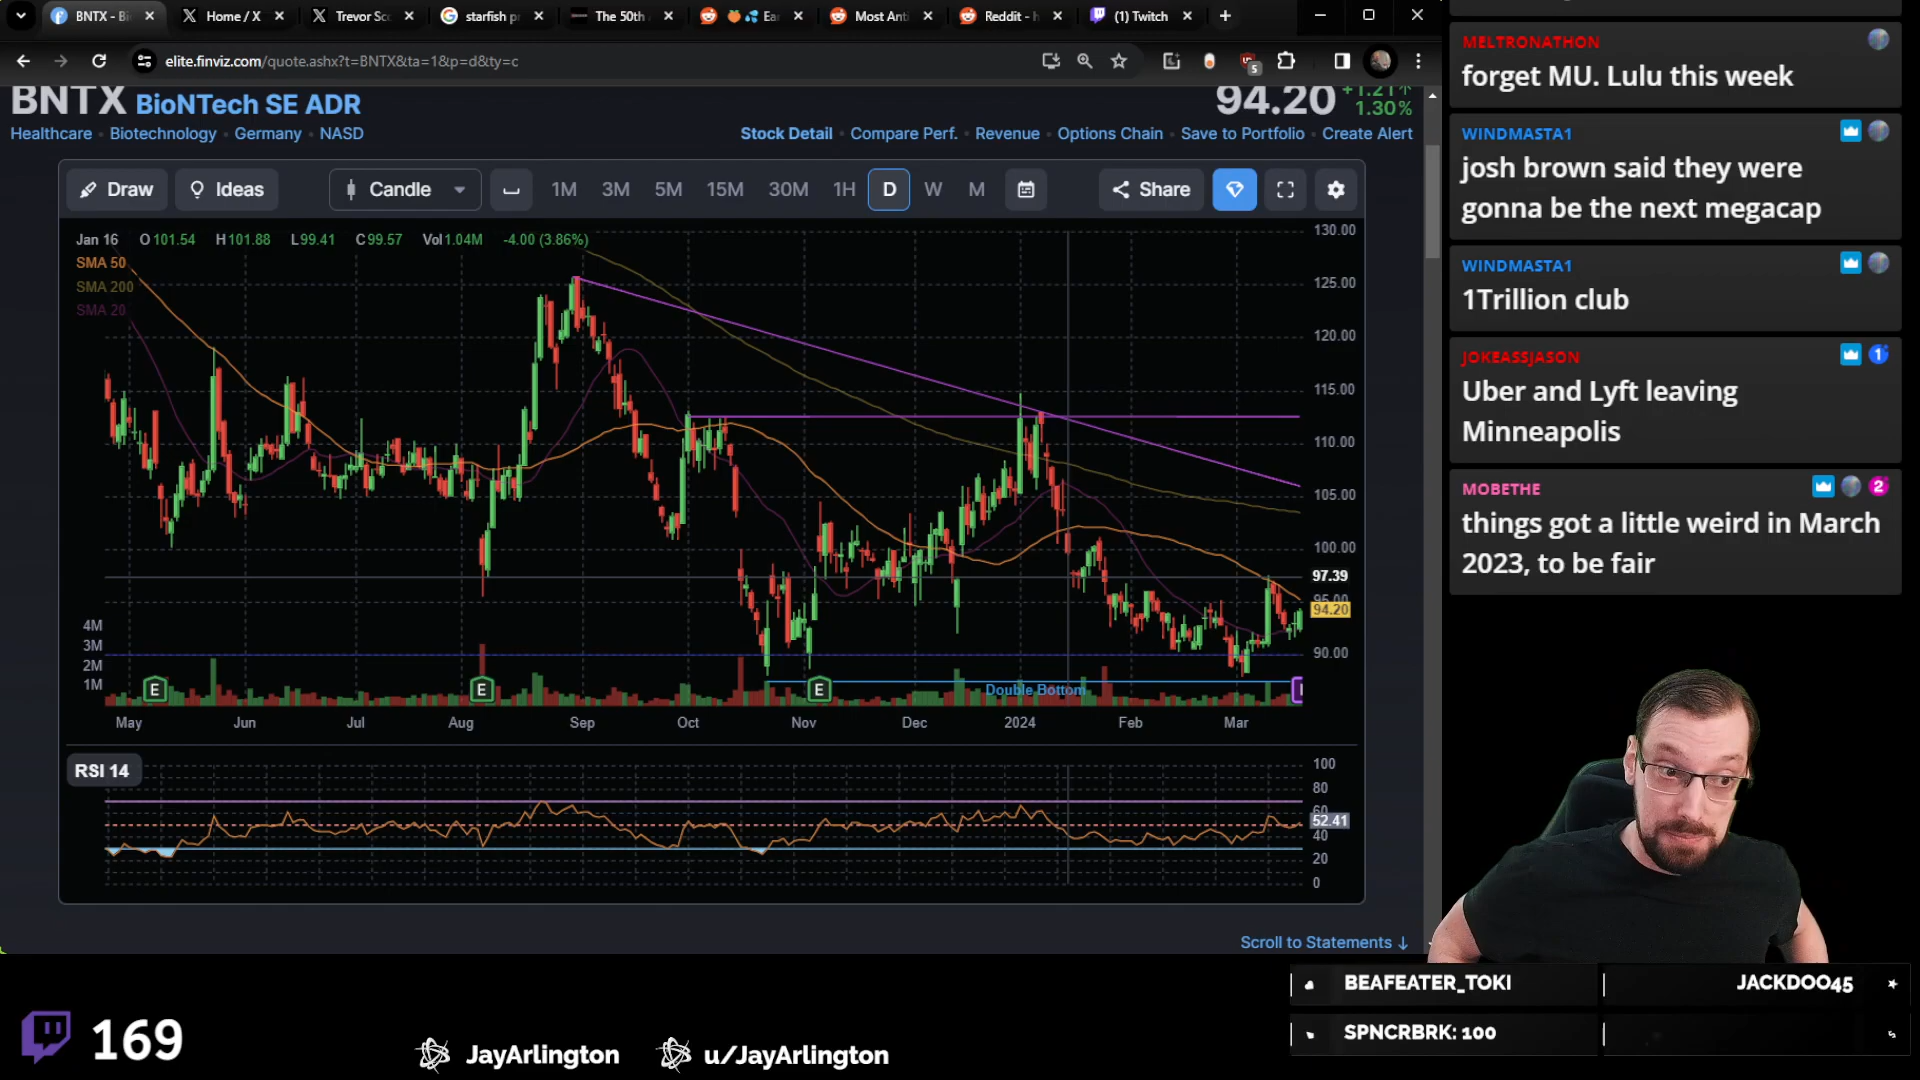 BNTX - Bi
Home / X
Trevor Sc
starfish p
The 50th
Ea
Most Ant
Reddit - h
(1) Twitch
elite.finviz.com/quote.ashx?t=BNTX&ta=1&p=d&ty=c
5
BNTX BioNTech SE ADR
94.20
+1.21
1.30%
Healthcare • Biotechnology • Germany • NASD
Stock Detail • Compare Perf. • Revenue • Options Chain • Save to Portfolio • Create Alert
Draw
Ideas
Candle
1M 3M 5M 15M 30M 1H D W M
Share
Jan 16 O 101.54 H 101.88 L 99.41 C 99.57 Vol 1.04M -4.00 (3.86%)
SMA 50
SMA 200
SMA 20
130.00
125.00
120.00
115.00
110.00
105.00
100.00
97.39
95.00
94.20
90.00
4M
3M
2M
1M
E
E
E
Double Bottom
May Jun Jul Aug Sep Oct Nov Dec 2024 Feb Mar
RSI 14
100
80
60
52.41
40
20
0
Scroll to Statements ↓
MELTRONATHON
forget MU. Lulu this week
WINDMASTA1
josh brown said they were
gonna be the next megacap
WINDMASTA1
1Trillion club
JOKEASSJASON
1
Uber and Lyft leaving
Minneapolis
MOBETHE
2
things got a little weird in March
2023, to be fair
BEAFEATER_TOKI
JACKDOO45
SPNCRBRK: 100
169
JayArlington
u/JayArlington